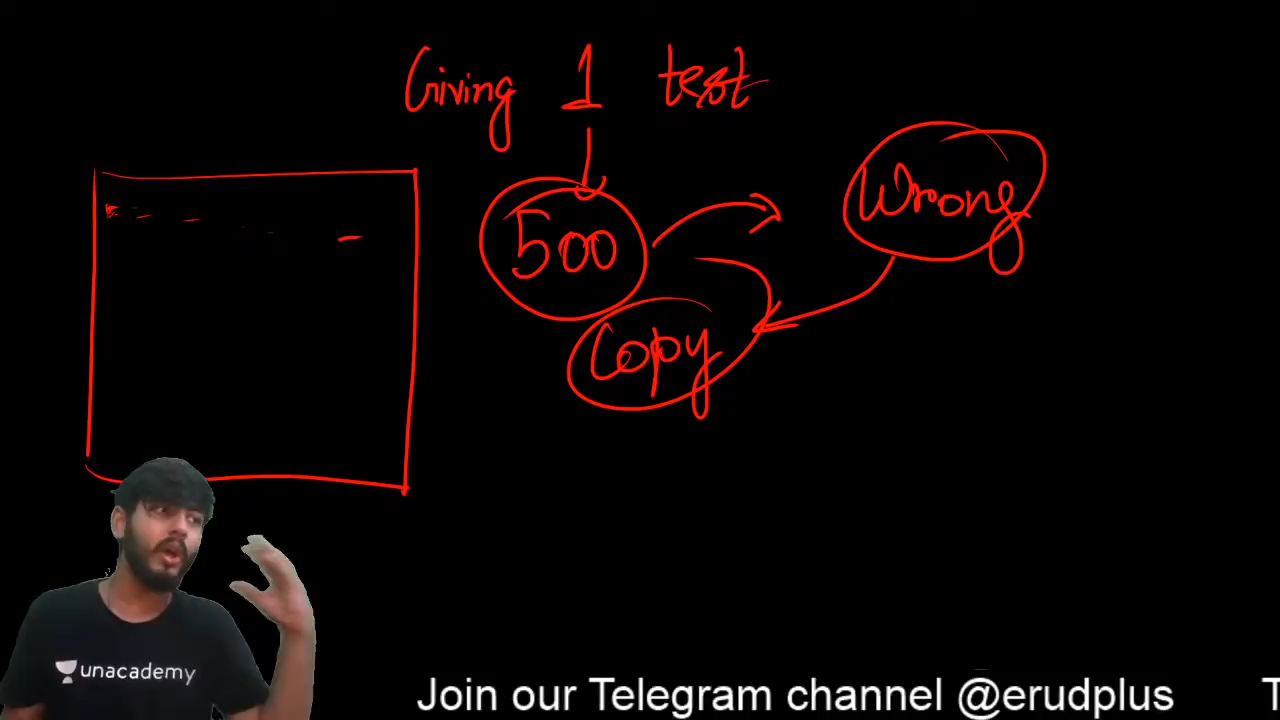 Giving 1 test
500
Wrong
Copy
unacademy
Join our Telegram channel @erudplus
T